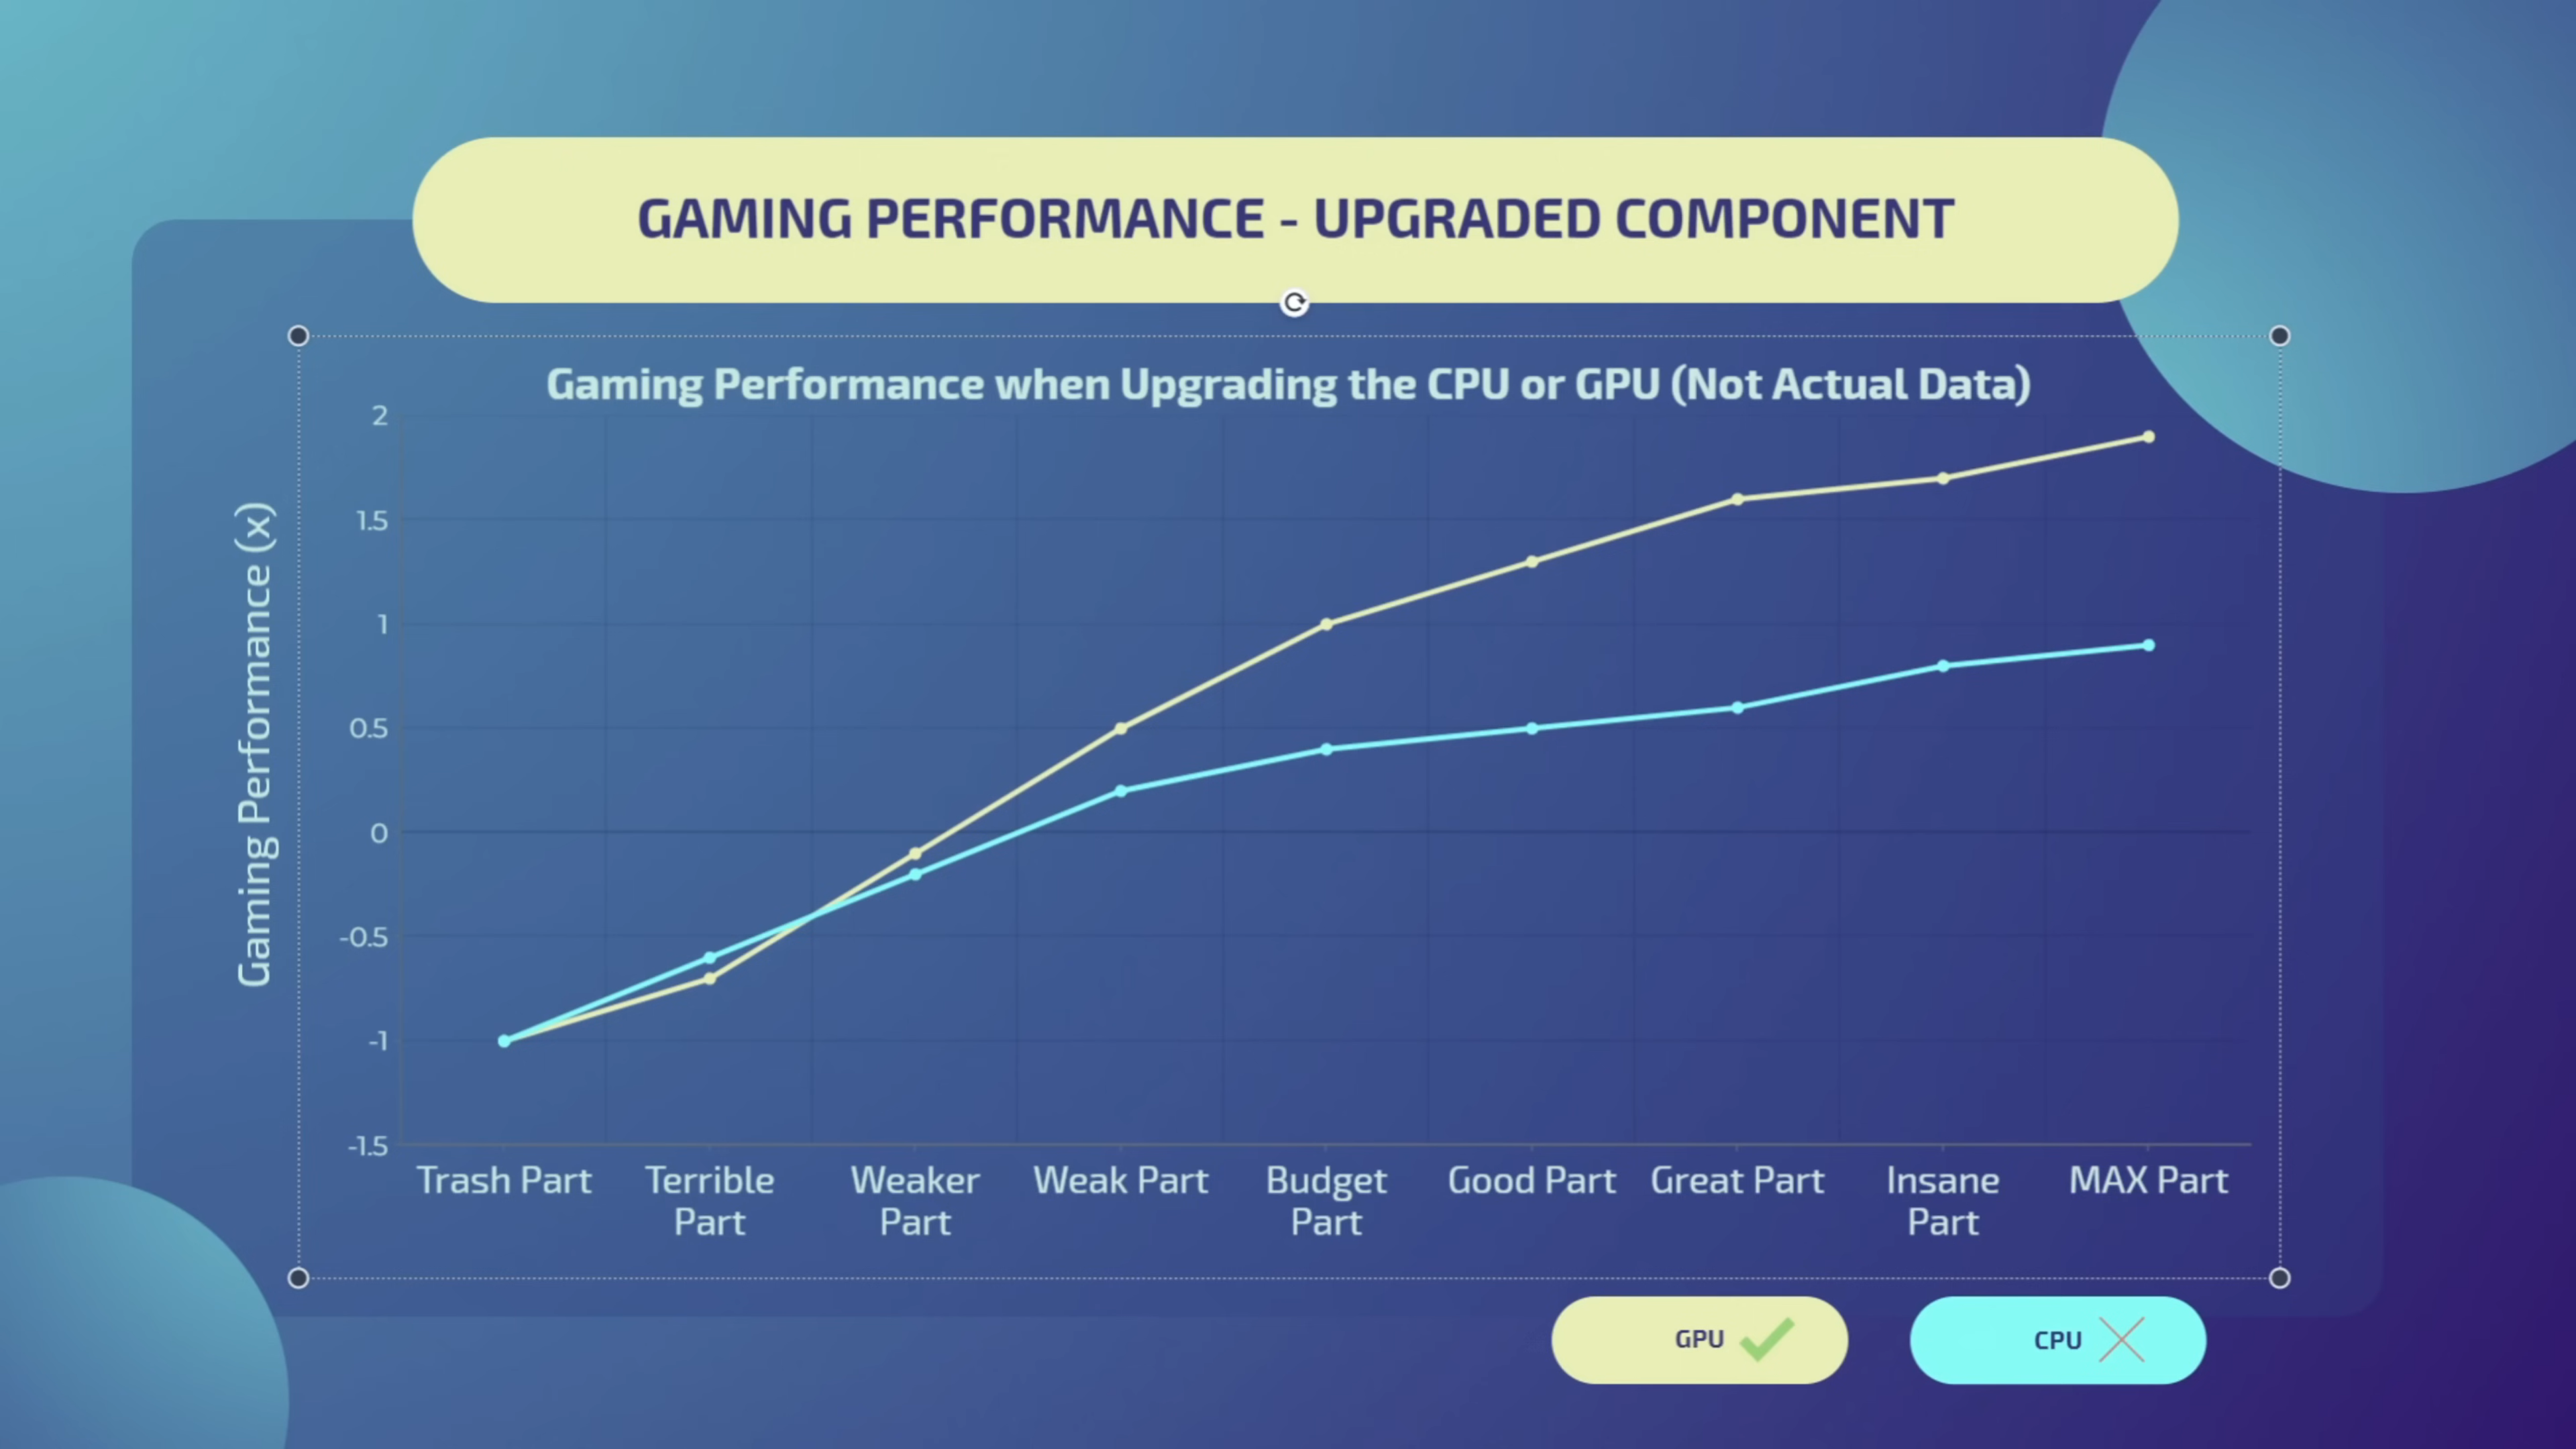 GAMING PERFORMANCE - UPGRADED COMPONENT
Gaming Performance when Upgrading the CPU or GPU (Not Actual Data)
Gaming Performance (x)
2
1.5
1
0.5
0
-0.5
-1
-1.5
Trash Part
Terrible
Part
Weaker
Part
Weak Part
Budget
Part
Good Part
Great Part
Insane
Part
MAX Part
GPU
CPU